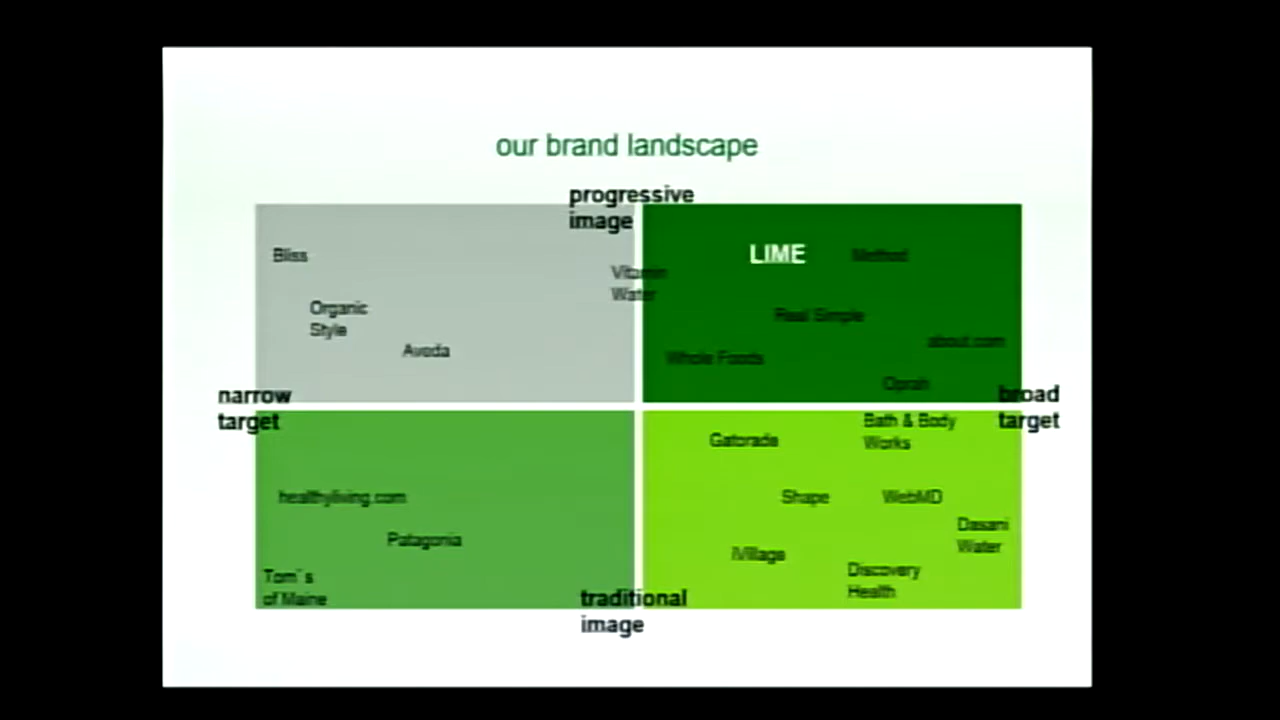 our brand landscape
progressive
image
Bliss
LIME
Method
Vitamin
Water
Organic
Style
Real Simple
about.com
Aveda
Whole Foods
Oprah
narrow
target
broad
target
Bath & Body
Works
Gatorade
healthyliving.com
Shape
WebMD
Dasani
Water
Patagonia
iVillage
Discovery
Health
Tom´s
of Maine
traditional
image